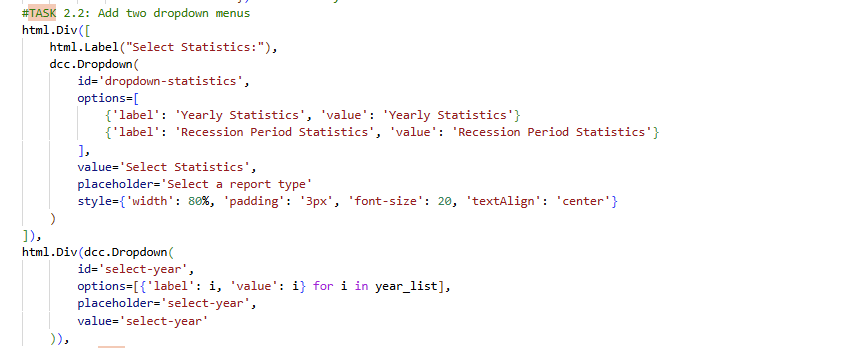 #TASK 2.2: Add two dropdown menus
html.Div([
html.Label("Select Statistics:"),
dcc.Dropdown(
id='dropdown-statistics',
options=[
{'label': 'Yearly Statistics', 'value': 'Yearly Statistics'}
{'label': 'Recession Period Statistics', 'value': 'Recession Period Statistics'}
],
value='Select Statistics',
placeholder='Select a report type'
style={'width': 80%, 'padding': '3px', 'font-size': 20, 'textAlign': 'center'}
)
]),
html.Div(dcc.Dropdown(
id='select-year',
options=[{'label': i, 'value': i} for i in year_list],
placeholder='select-year',
value='select-year'
)),